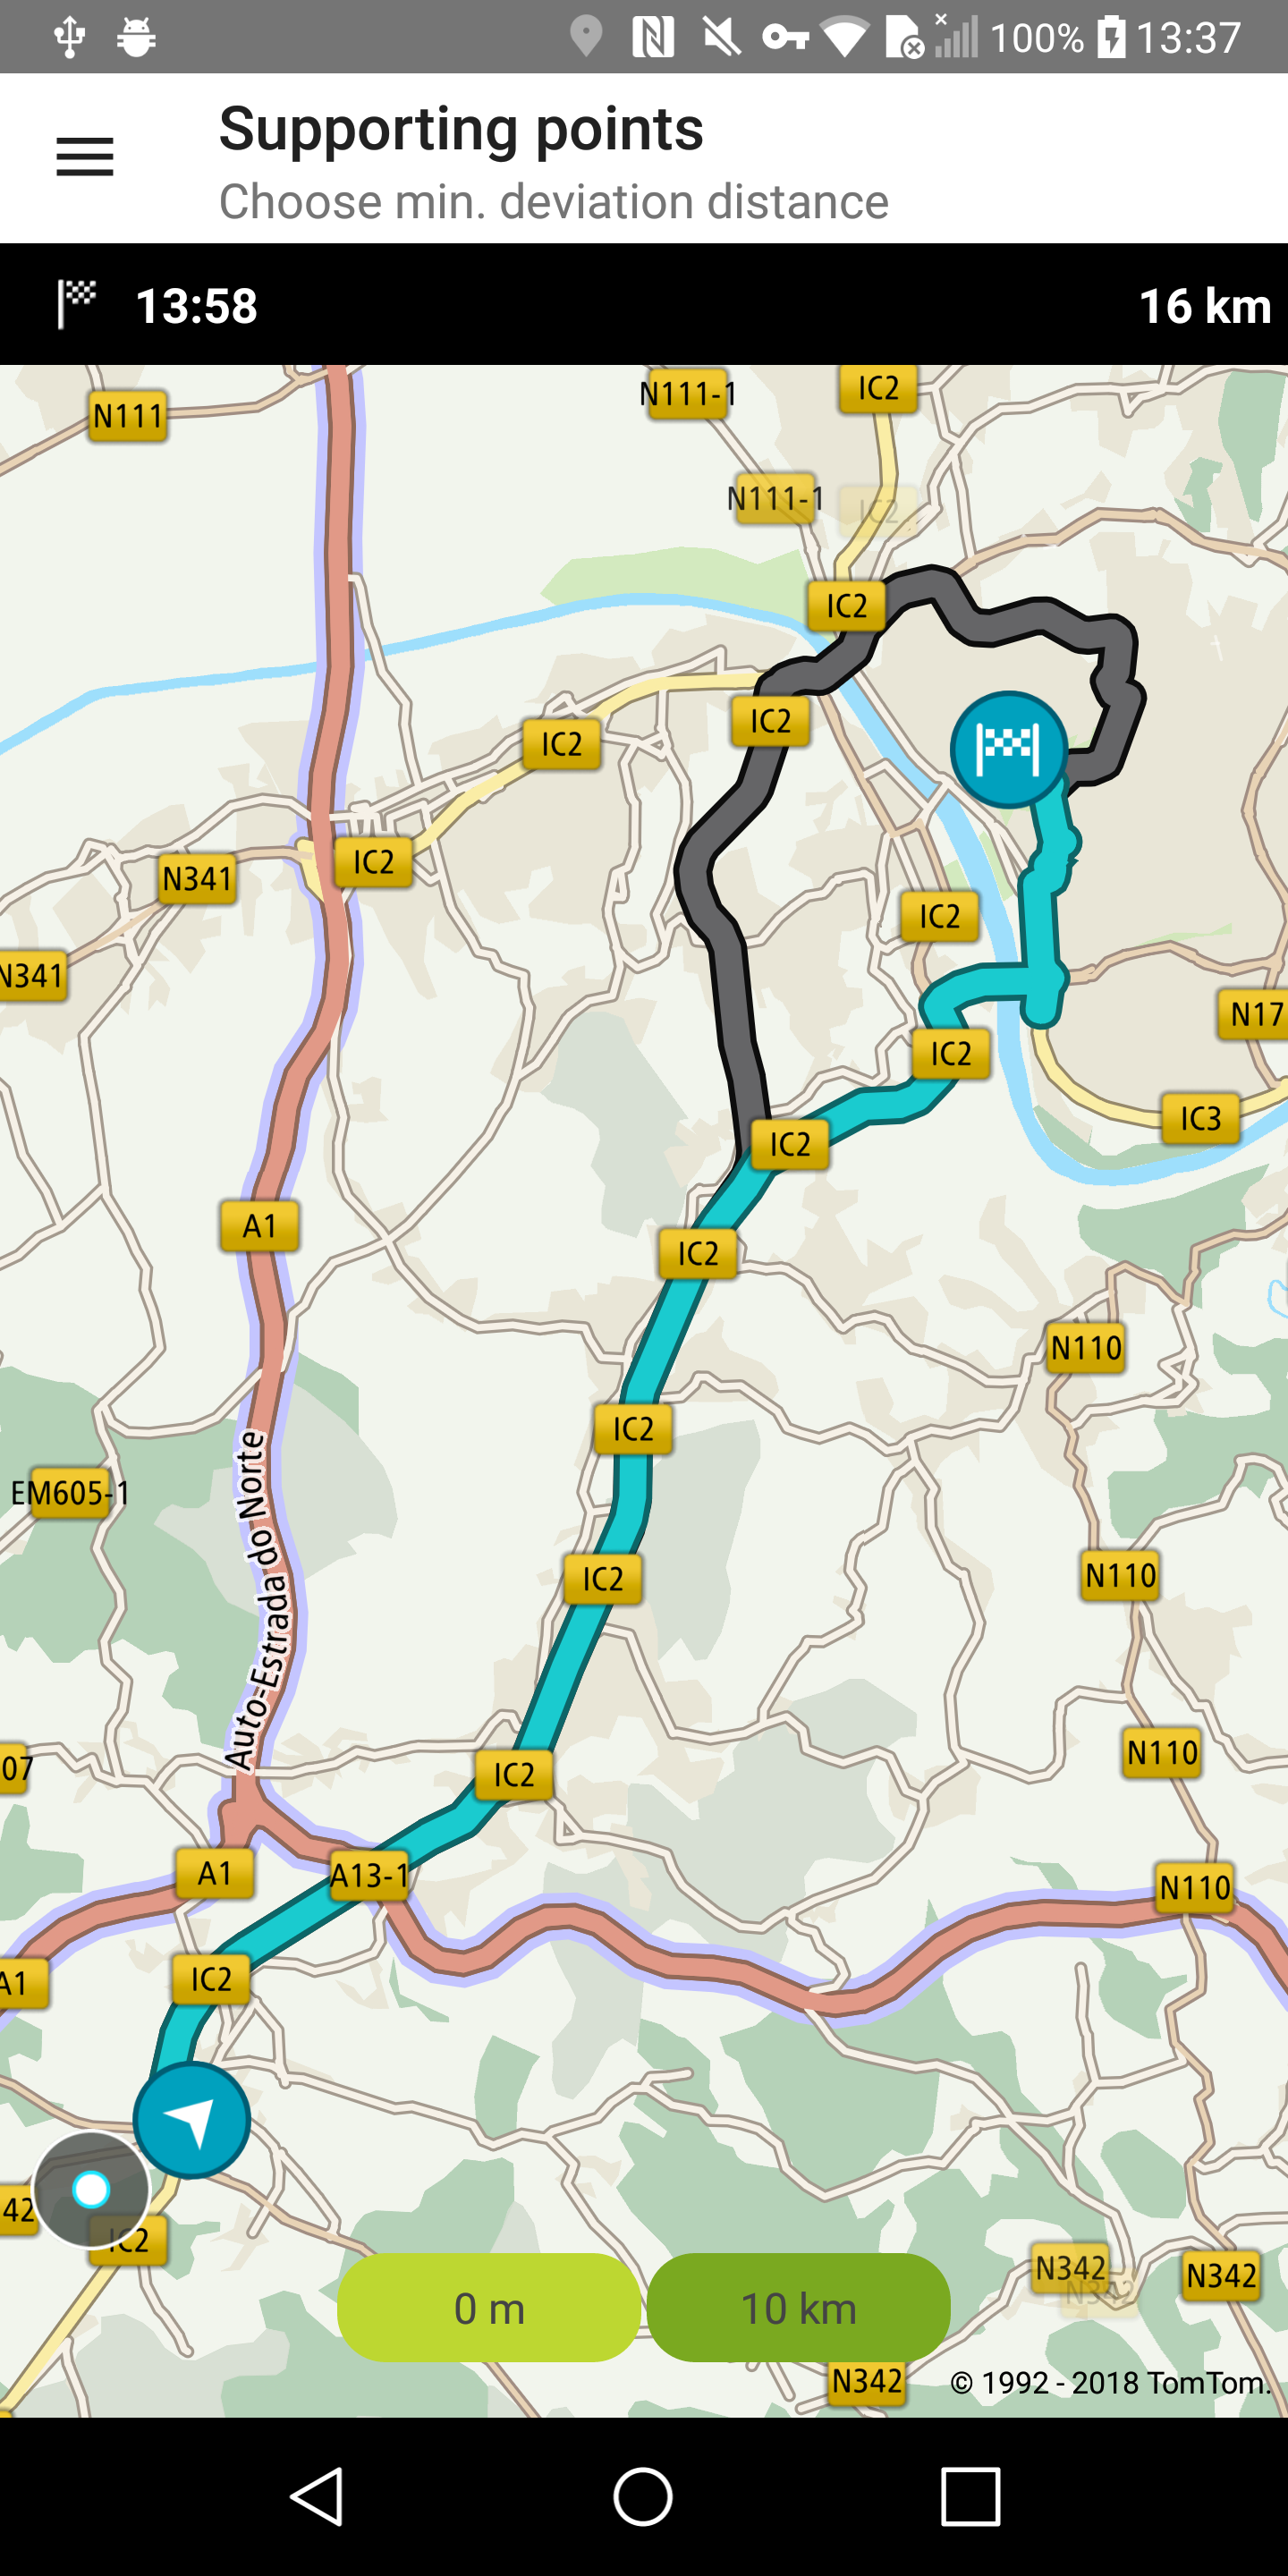 100% 13:37
Supporting points
Choose min. deviation distance
13:58 16 km
N111
N111-1
IC2
N111-1
IC2
IC2
IC2
IC2
IC2
N341
IC2
N341
N17
IC2
IC3
IC2
A1
IC2
N110
IC2
EM605-1
Auto-Estrada do Norte
N110
IC2
N110
07
IC2
A1
A13-1
N110
A1
IC2
42
IC2
N342
N342
N342
0 m 10 km
N342
© 1992 - 2018 TomTom.